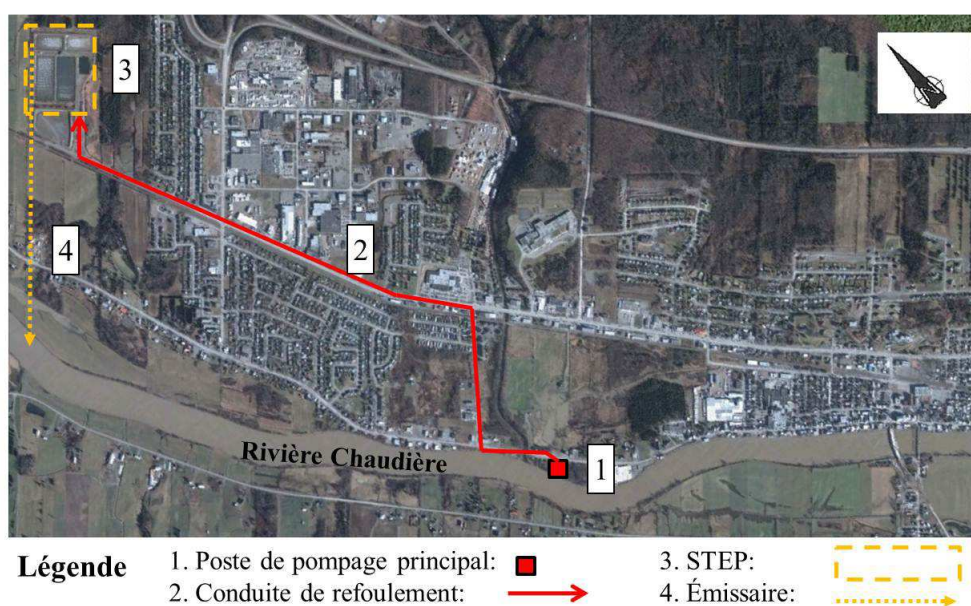 3
2
4
1
Rivière Chaudière
Légende
1. Poste de pompage principal:
3. STEP:
2. Conduite de refoulement:
4. Émissaire: